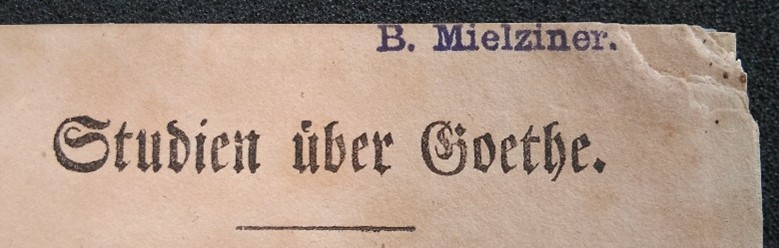 B. Mielziner.
Studien über Goethe.